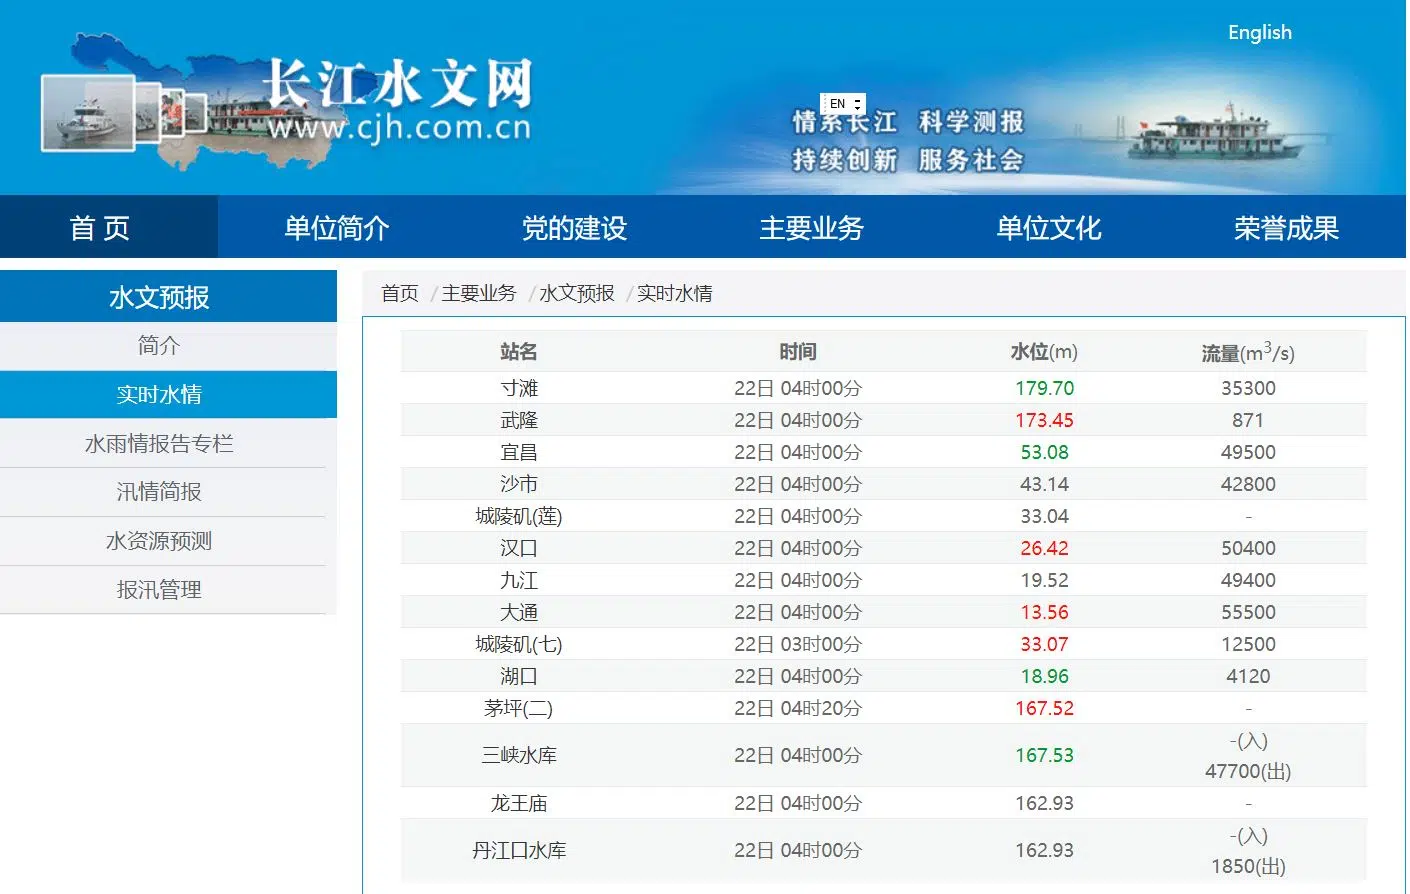 English
长江水文网
www.cjh.com.cn
EN
情系长江 科学测报
持续创新 服务社会
首 页 单位简介 党的建设 主要业务 单位文化 荣誉成果
水文预报
简介
实时水情
水雨情报告专栏
汛情简报
水资源预测
报汛管理
首页 / 主要业务 / 水文预报 / 实时水情
站名 时间 水位(m) 流量(m³/s)
寸滩 22日 04时00分 179.70 35300
武隆 22日 04时00分 173.45 871
宜昌 22日 04时00分 53.08 49500
沙市 22日 04时00分 43.14 42800
城陵矶(莲) 22日 04时00分 33.04 -
汉口 22日 04时00分 26.42 50400
九江 22日 04时00分 19.52 49400
大通 22日 04时00分 13.56 55500
城陵矶(七) 22日 03时00分 33.07 12500
湖口 22日 04时00分 18.96 4120
茅坪(二) 22日 04时20分 167.52 -
三峡水库 22日 04时00分 167.53 -(入)
47700(出)
龙王庙 22日 04时00分 162.93 -
丹江口水库 22日 04时00分 162.93 -(入)
1850(出)